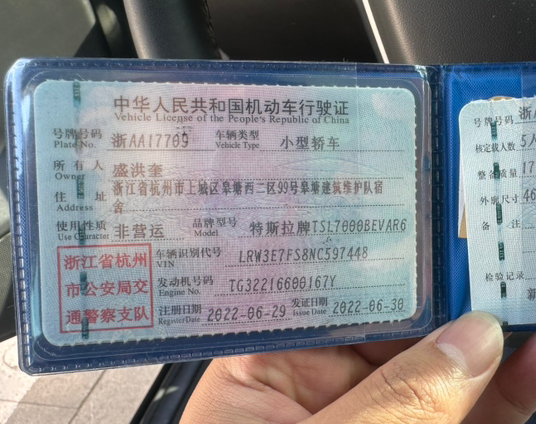 中华人民共和国机动车行驶证
Vehicle License of the People's Republic of China
号牌号码 浙AA17709 车辆类型 小型轿车
Plate No. Vehicle Type
所有人 盛洪奎
Owner
住址 浙江省杭州市上城区皋塘西二区99号皋塘建筑维护队宿舍
Address
使用性质 非营运 品牌型号 特斯拉牌TSL7000BEVAR6
Use Character Model
浙江省杭州
市公安局交
通警察支队
车辆识别代号 LRW3E7FS8NC597448
VIN
发动机号码 TG32216600167Y
Engine No.
注册日期 2022-06-29 发证日期 2022-06-30
Register Date Issue Date
号牌号码 浙A
核定载人数 5人
整备质量 17
外廓尺寸 46
备注
检验记录